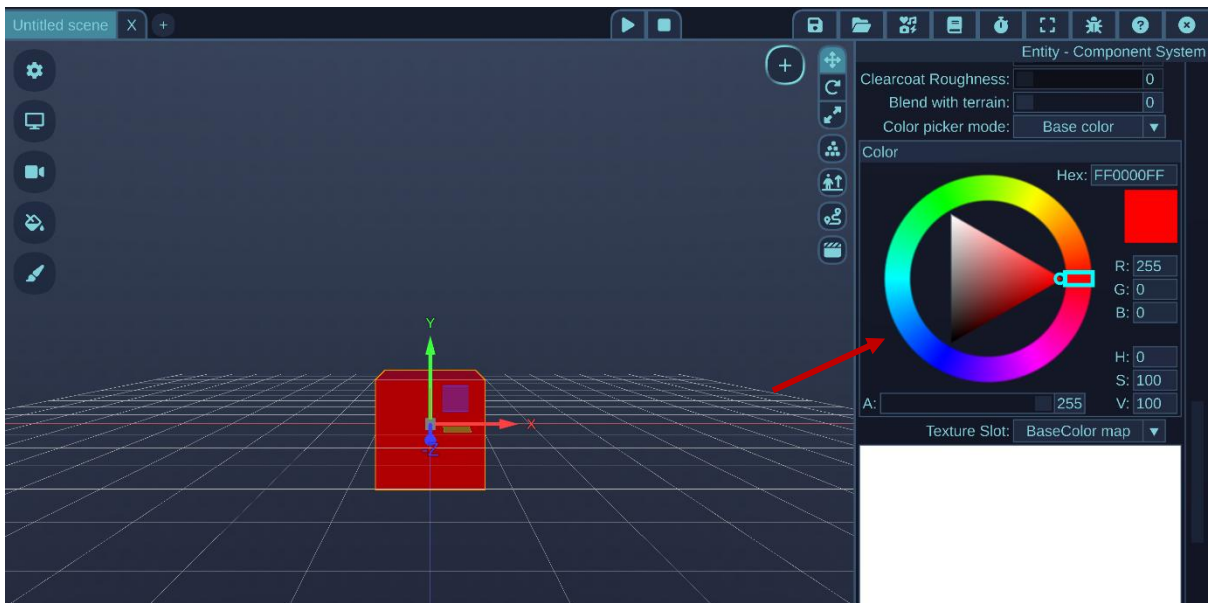 Untitled scene X +
Entity - Component System
Clearcoat Roughness: 0
Blend with terrain: 0
Color picker mode: Base color
Color
Hex: FF0000FF
R: 255
G: 0
B: 0
H: 0
S: 100
A: 255 V: 100
Texture Slot: BaseColor map
Y
X
-Z